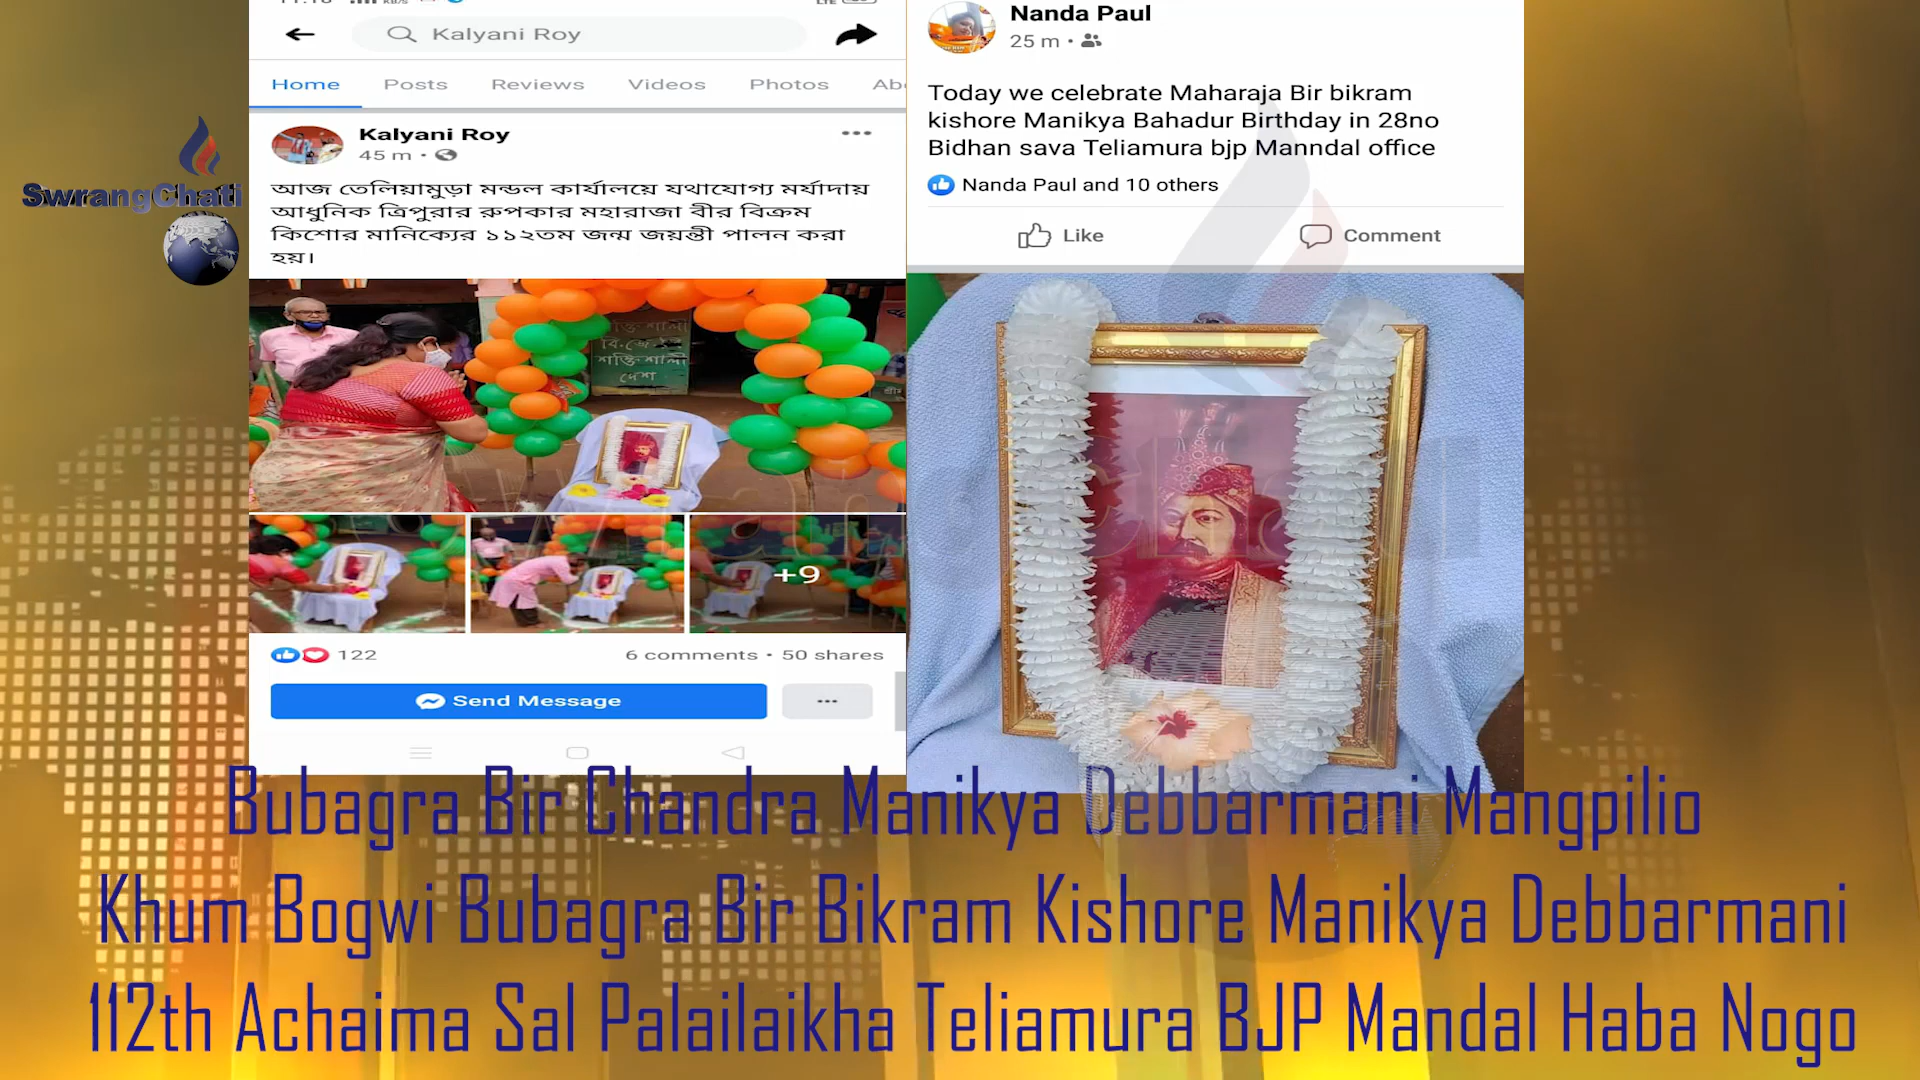 SwrangChati
Kalyani Roy
Home Posts Reviews Videos Photos
Kalyani Roy
45 m
আজ তেলিয়ামুড়া মন্ডল কার্যালয়ে যথাযোগ্য মর্যাদায়
আধুনিক ত্রিপুরার রুপকার মহারাজা বীর বিক্রম
কিশোর মানিক্যের ১১২তম জন্ম জয়ন্তী পালন করা
হয়।
শক্তিশালী
দেশ
+9
122 6 comments • 50 shares
Send Message
Nanda Paul
25 m
Today we celebrate Maharaja Bir bikram
kishore Manikya Bahadur Birthday in 28no
Bidhan sava Teliamura bjp Manndal office
Nanda Paul and 10 others
Like Comment
Bubagra Bir Chandra Manikya Debbarmani Mangpilio
Khum Bogwi Bubagra Bir Bikram Kishore Manikya Debbarmani
112th Achaima Sal Palailaikha Teliamura BJP Mandal Haba Nogo